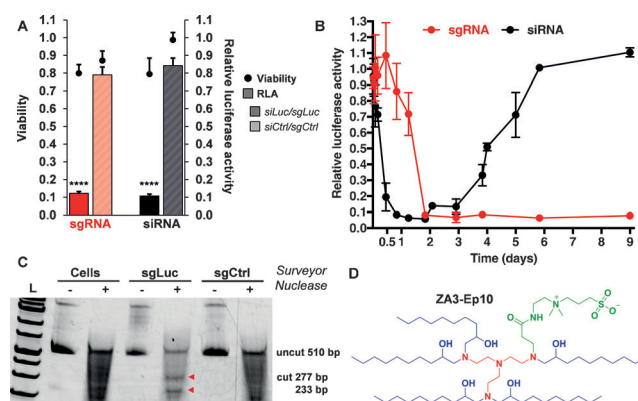 A
1.1
1.0
0.9
0.8
0.7
0.6
0.5
0.4
0.3
0.2
0.1
0.0
Viability
****
****
sgRNA
siRNA
1.1
1.0
0.9
0.8
0.7
0.6
0.5
0.4
0.3
0.2
0.1
0.0
Relative luciferase activity
Viability
RLA
siLuc/sgLuc
siCtrl/sgCtrl
B
sgRNA
siRNA
Relative luciferase activity
1.3
1.2
1.1
1.0
0.9
0.8
0.7
0.6
0.5
0.4
0.3
0.2
0.1
0.0
0.5 1 2 3 4 5 6 7 8 9
Time (days)
C
L
Cells
sgLuc
sgCtrl
Surveyor
Nuclease
- + - + - +
uncut 510 bp
cut 277 bp
233 bp
D
ZA3-Ep10
O
NH
N
+
O
S
O
O-
OH
OH
OH
N
N
N
N
OH
OH